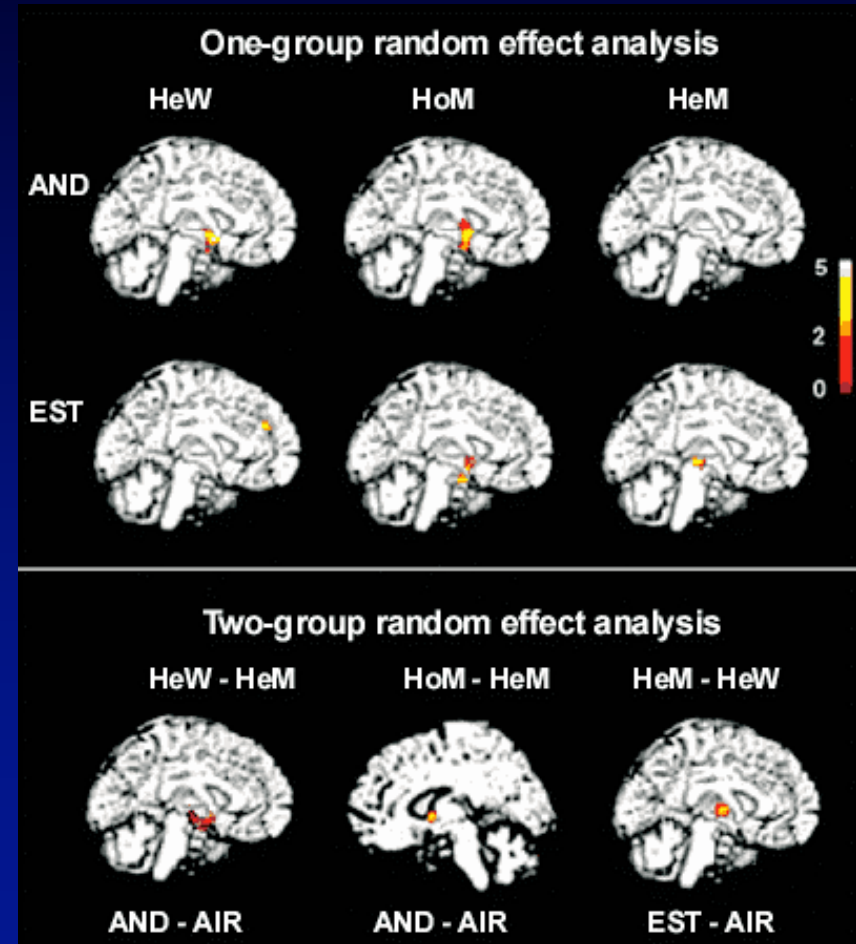 One-group random effect analysis
HeW HoM HeM
AND
5
2
0
EST
Two-group random effect analysis
HeW - HeM HoM - HeM HeM - HeW
AND - AIR AND - AIR EST - AIR